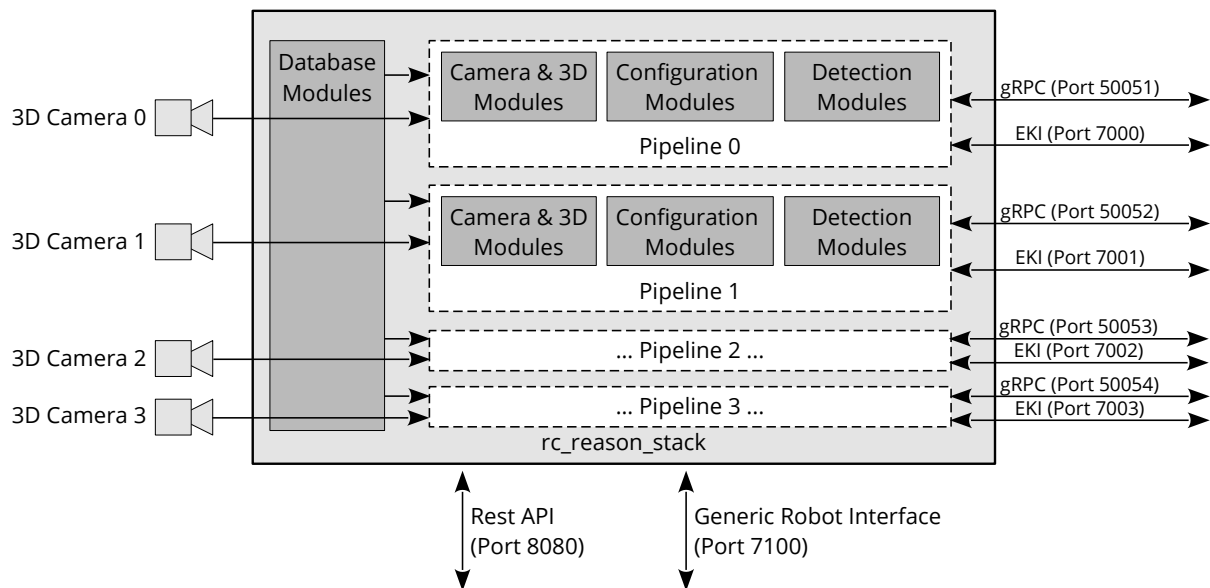 Database
Modules
Camera & 3D
Modules
Configuration
Modules
Detection
Modules
Pipeline 0
3D Camera 0
gRPC (Port 50051)
EKI (Port 7000)
Camera & 3D
Modules
Configuration
Modules
Detection
Modules
Pipeline 1
3D Camera 1
gRPC (Port 50052)
EKI (Port 7001)
3D Camera 2
... Pipeline 2 ...
gRPC (Port 50053)
EKI (Port 7002)
3D Camera 3
... Pipeline 3 ...
gRPC (Port 50054)
EKI (Port 7003)
rc_reason_stack
Rest API
(Port 8080)
Generic Robot Interface
(Port 7100)